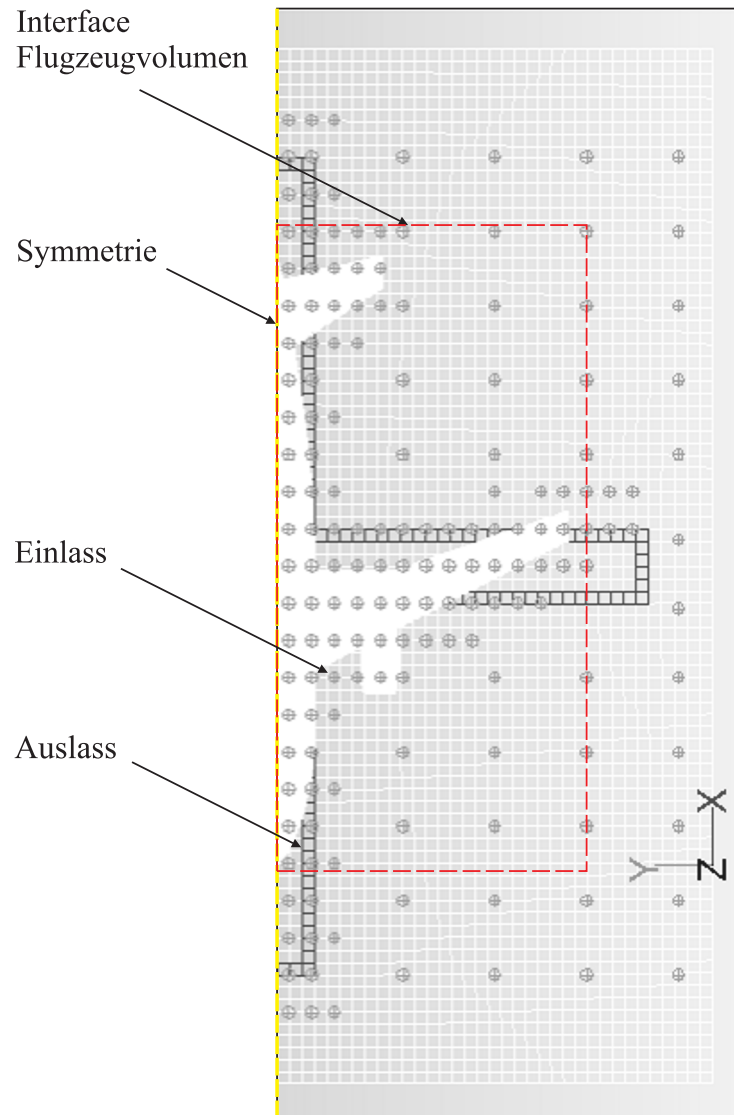 Interface
Flugzeugvolumen
Symmetrie
Einlass
Auslass
X
Y
Z